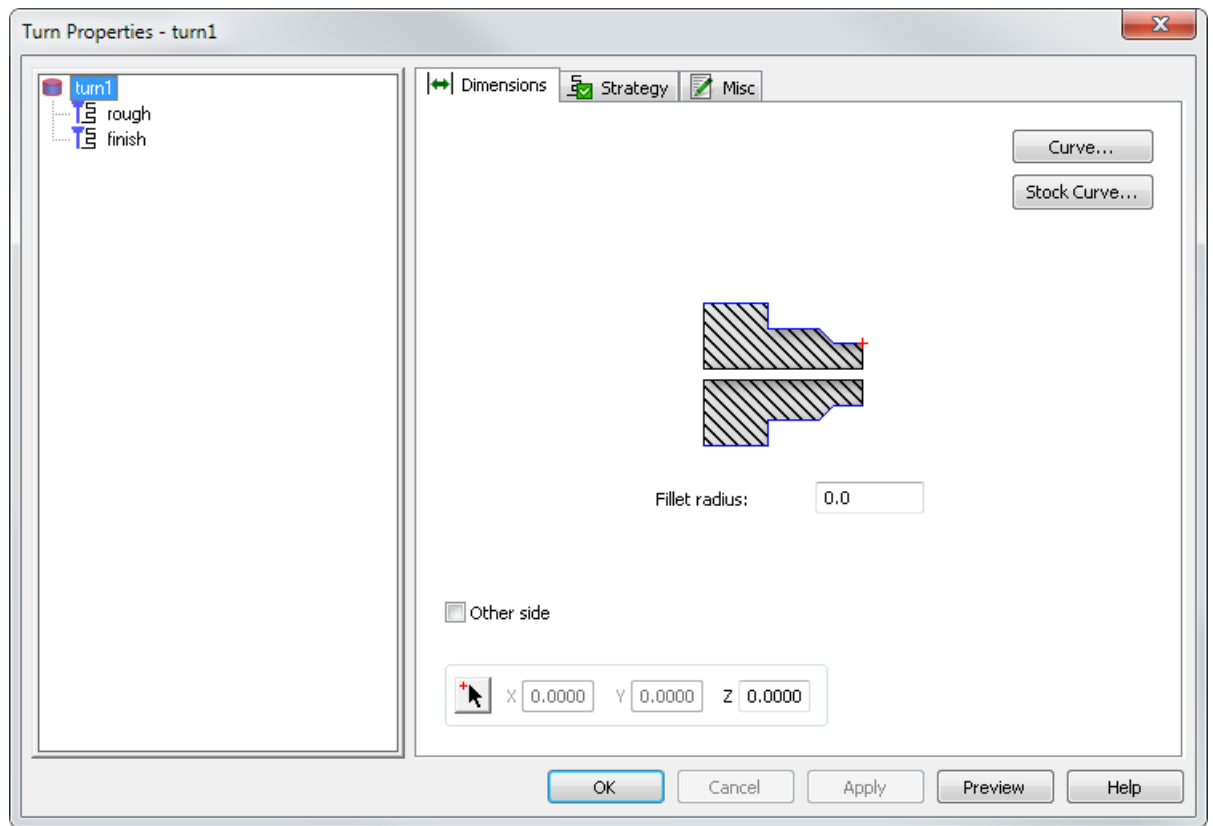 Turn Properties - turn1
X
turn1
rough
finish
Dimensions Strategy Misc
Curve...
Stock Curve...
Fillet radius: 0.0
Other side
X 0.0000 Y 0.0000 Z 0.0000
OK Cancel Apply Preview Help